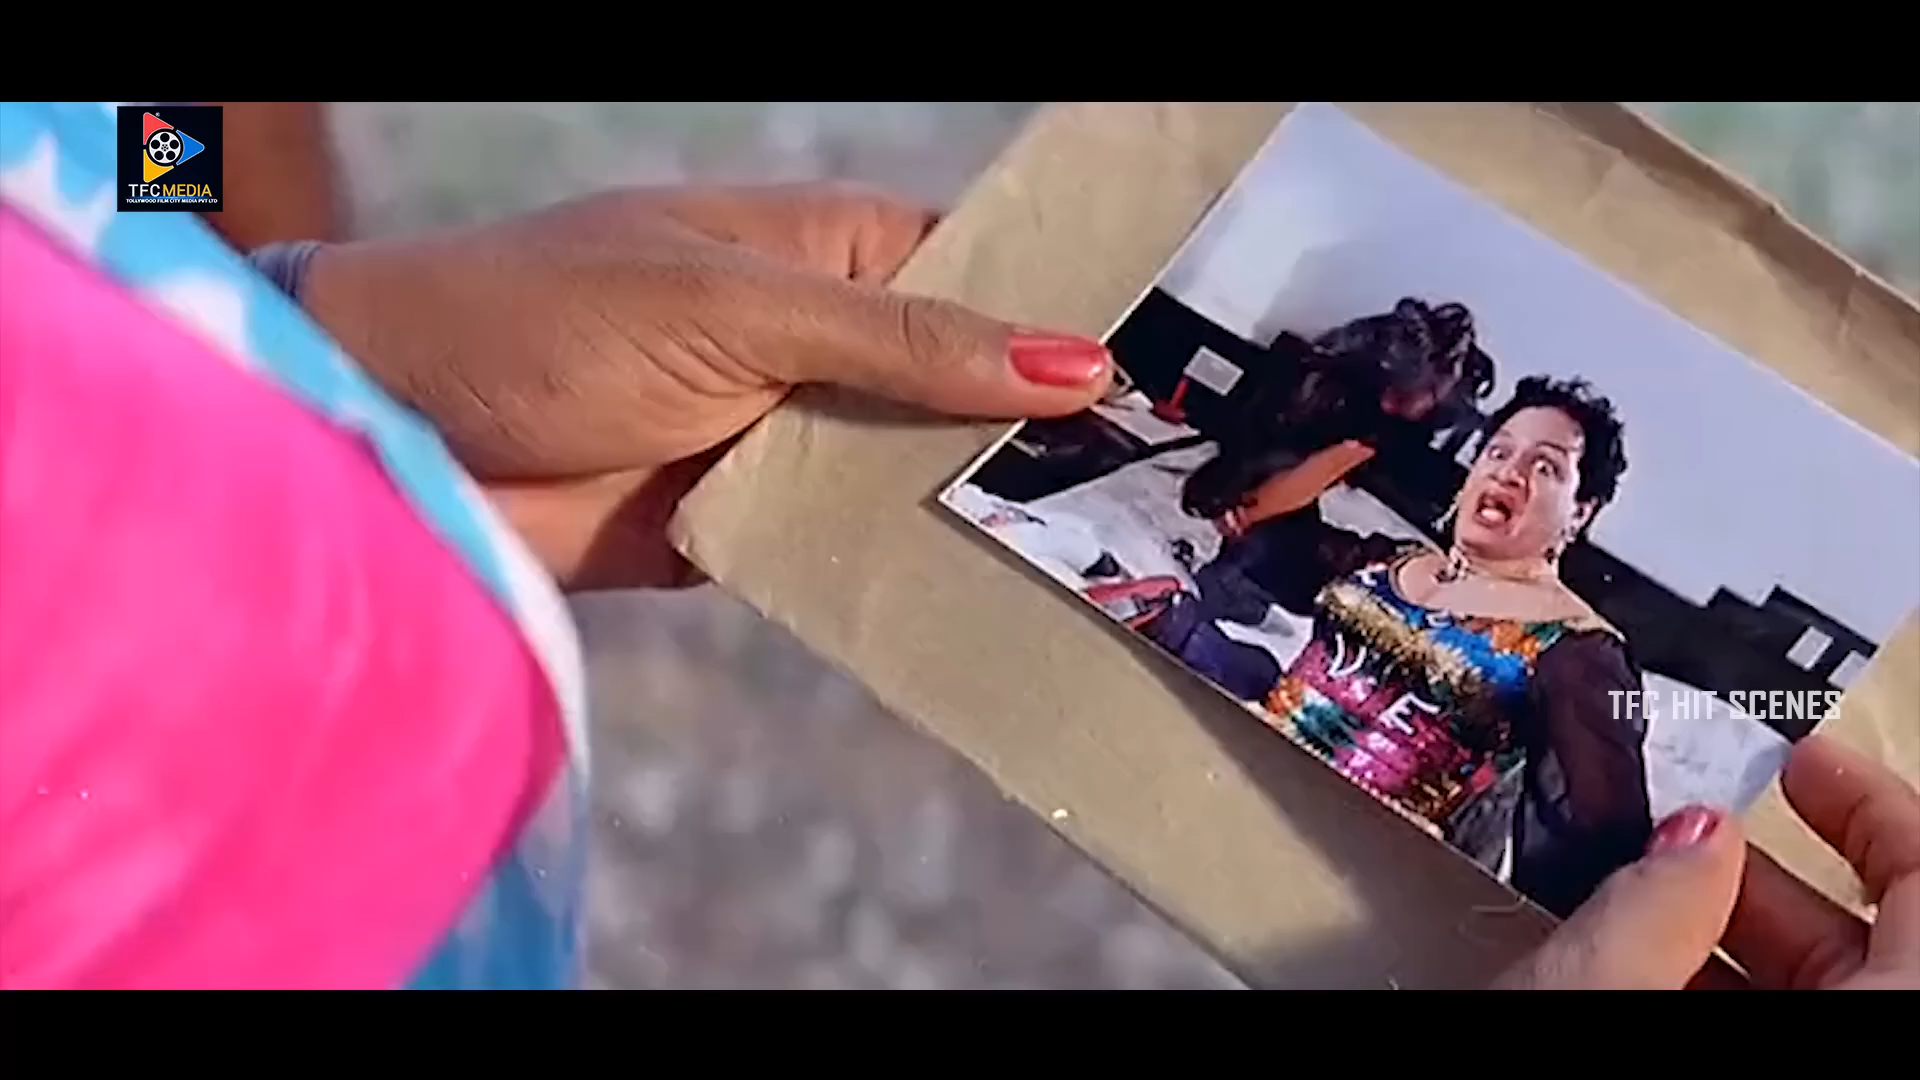 TFC MEDIA
TOLLYWOOD FILM CITY MEDIA PVT LTD
TFC HIT SCENES